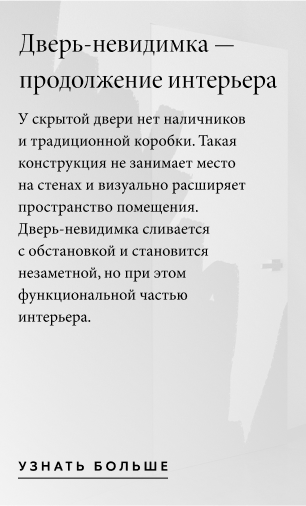 Дверь-невидимка —
продолжение интерьера
У скрытой двери нет наличников
и традиционной коробки. Такая
конструкция не занимает место
на стенах и визуально расширяет
пространство помещения.
Дверь-невидимка сливается
с обстановкой и становится
незаметной, но при этом
функциональной частью
интерьера.
УЗНАТЬ БОЛЬШЕ